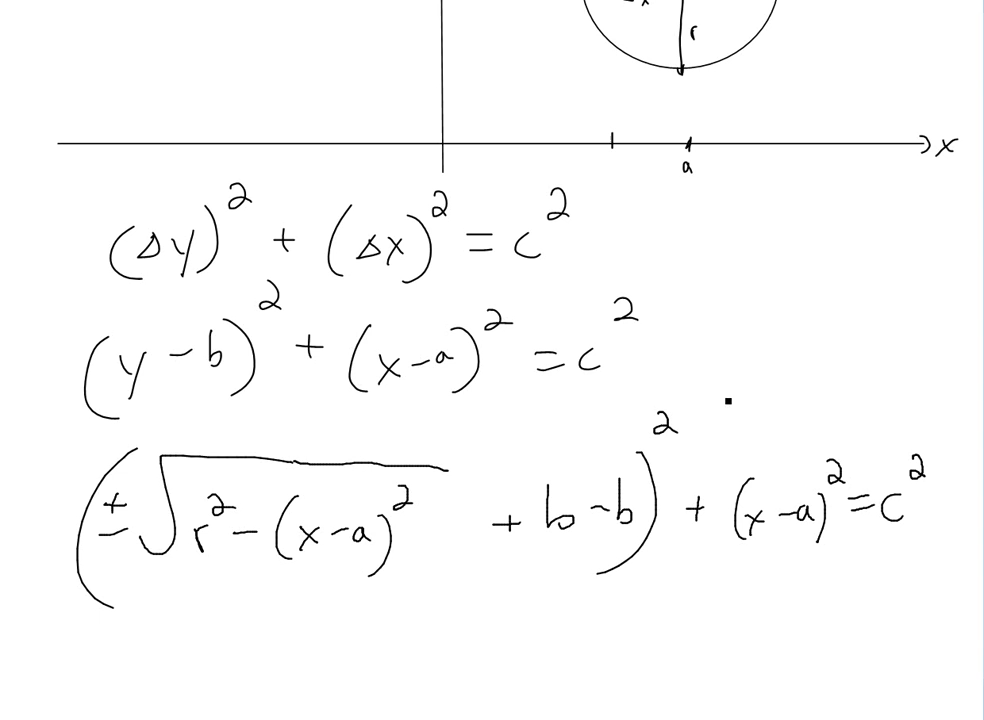 x
r
x
a
(Δy)² + (Δx)² = c²
(y - b)² + (x - a)² = c²
(±√(r² - (x - a)²) + b - b)² + (x - a)² = c²